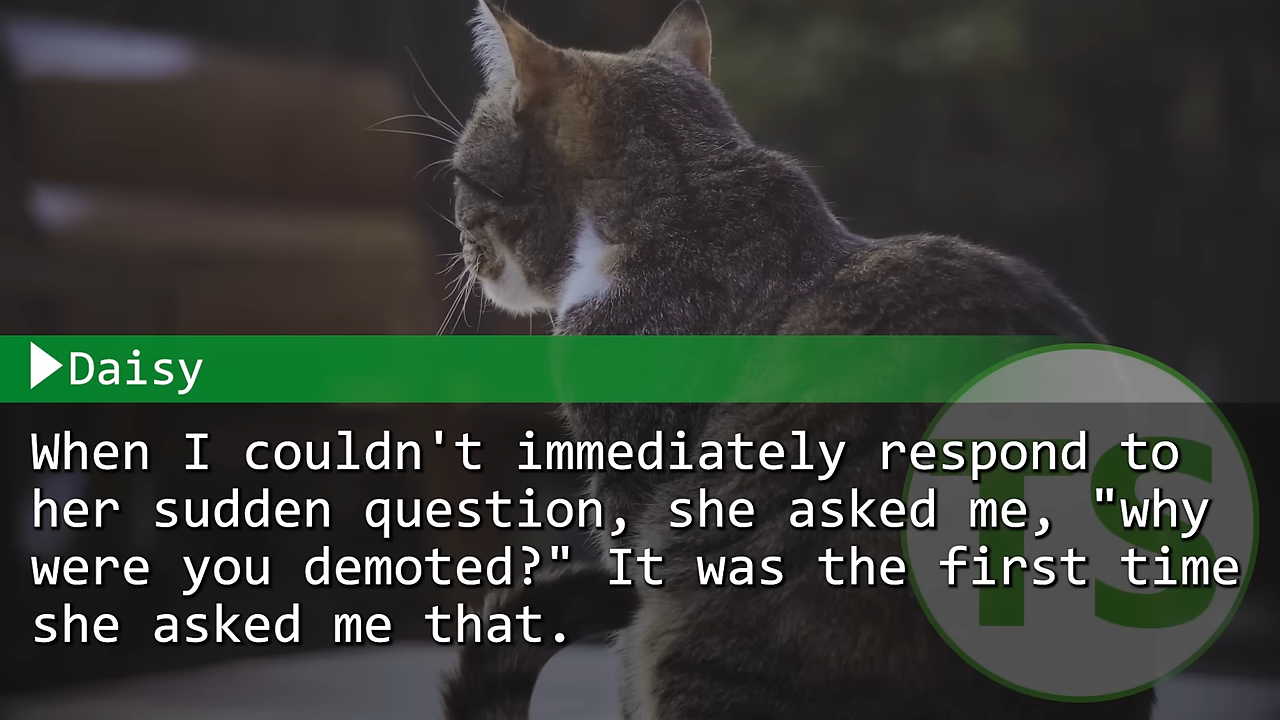 Daisy
When I couldn't immediately respond to
her sudden question, she asked me, "why
were you demoted?" It was the first time
she asked me that.
TS